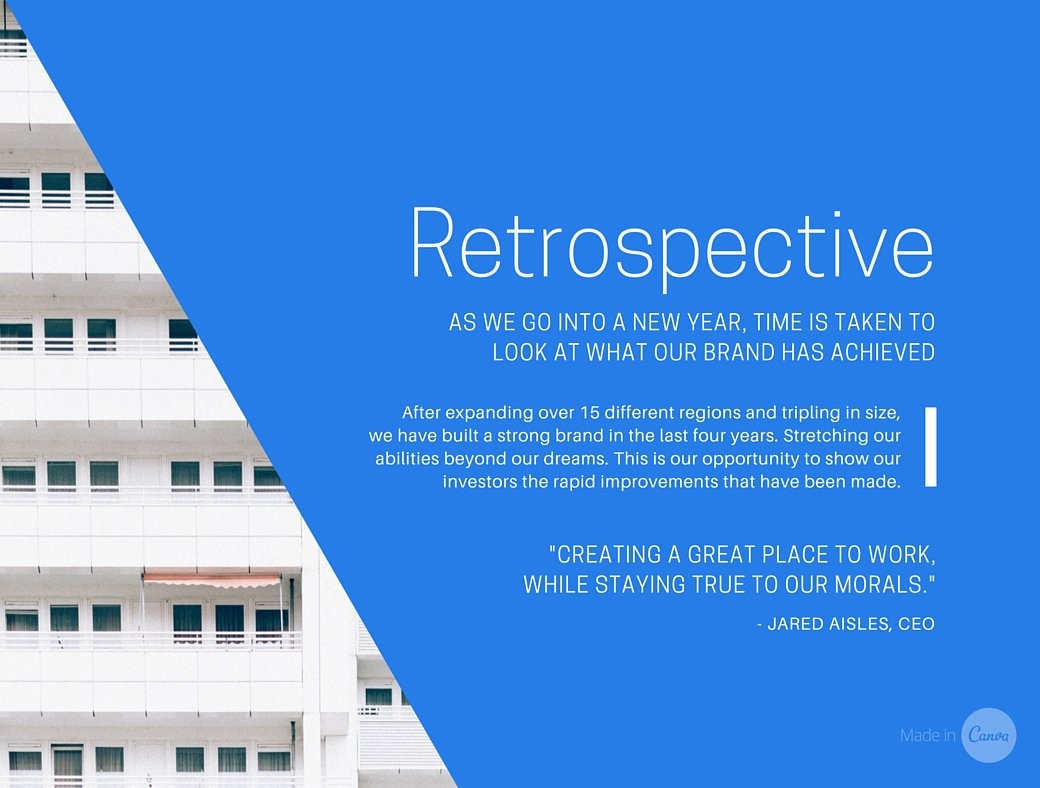 Retrospective
AS WE GO INTO A NEW YEAR, TIME IS TAKEN TO
LOOK AT WHAT OUR BRAND HAS ACHIEVED
After expanding over 15 different regions and tripling in size,
we have built a strong brand in the last four years. Stretching our
abilities beyond our dreams. This is our opportunity to show our
investors the rapid improvements that have been made.
"CREATING A GREAT PLACE TO WORK,
WHILE STAYING TRUE TO OUR MORALS."
- JARED AISLES, CEO
Made in Canva